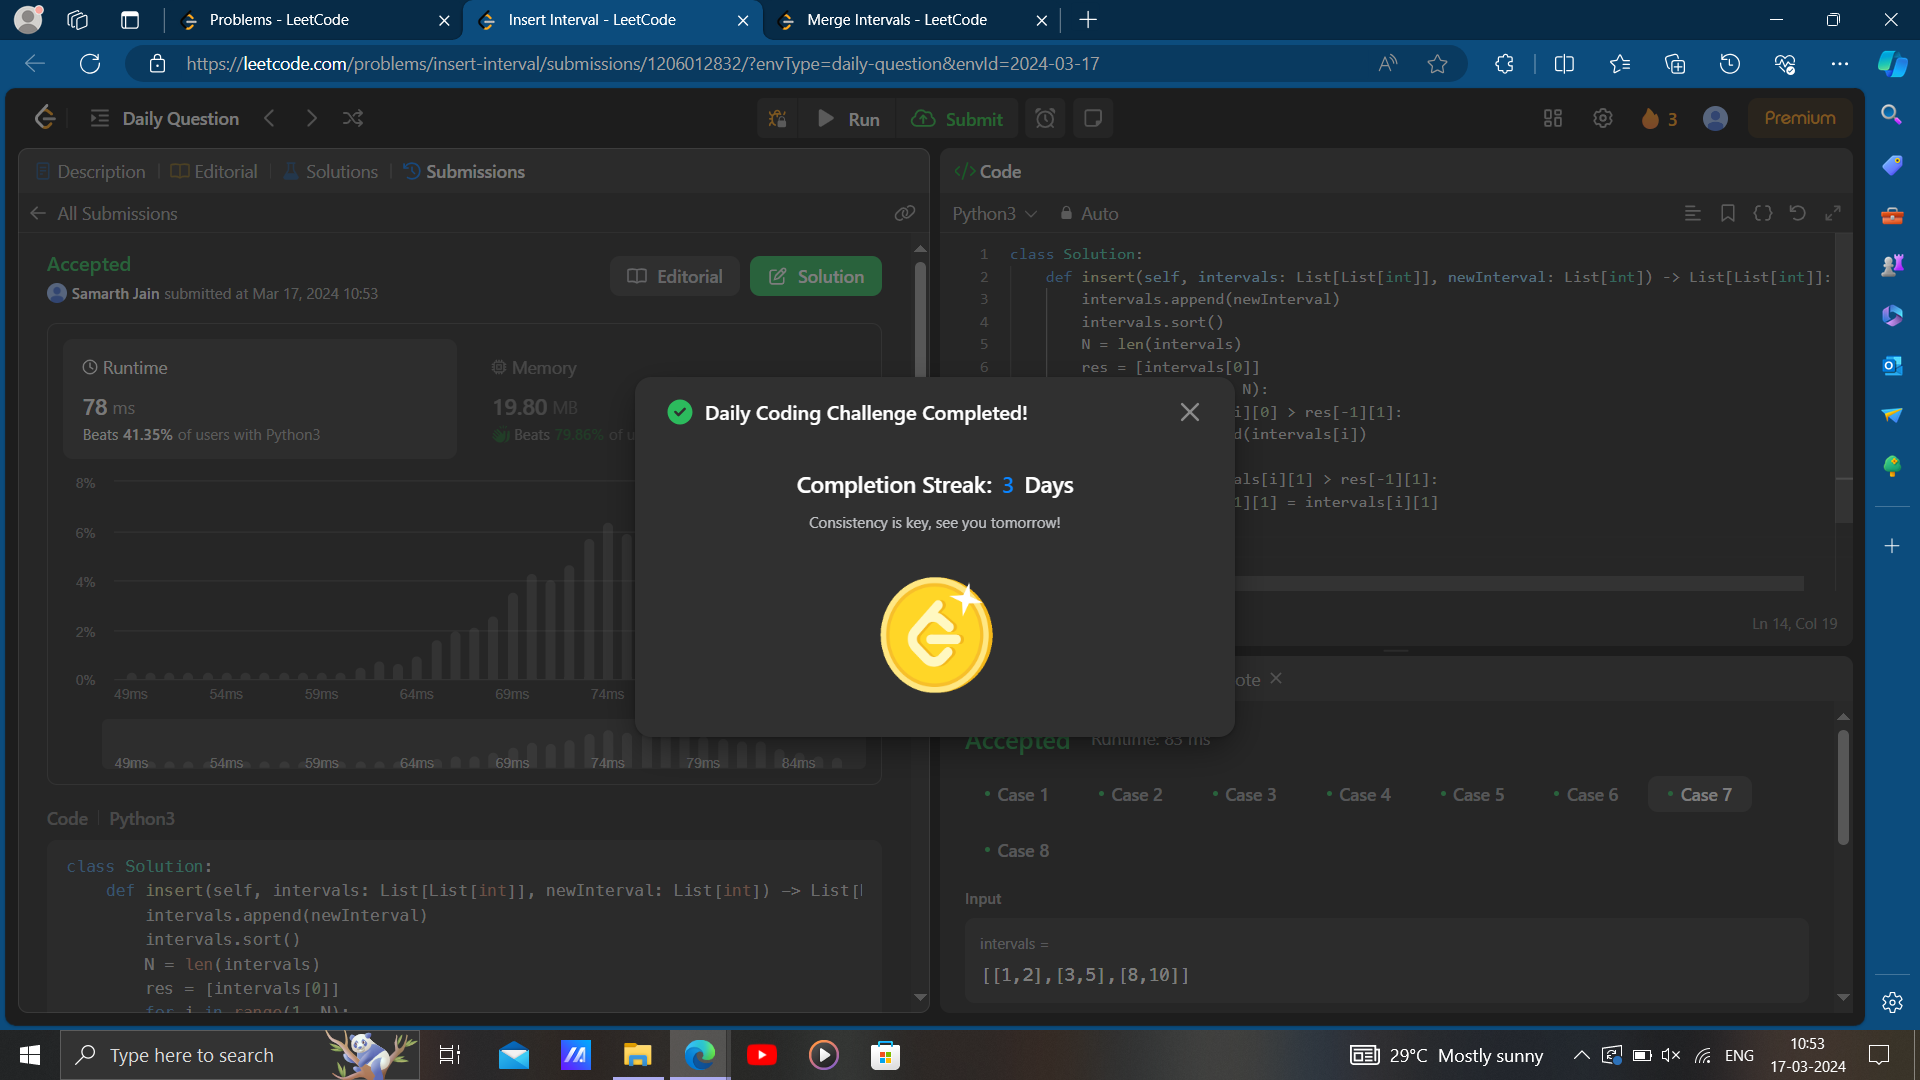 Problems - LeetCode
Insert Interval - LeetCode
Merge Intervals - LeetCode
https://leetcode.com/problems/insert-interval/submissions/1206012832/?envType=daily-question&envId=2024-03-17
Daily Question
Run
Submit
3
Premium
Description
Editorial
Solutions
Submissions
All Submissions
Accepted
Samarth Jain submitted at Mar 17, 2024 10:53
Editorial
Solution
Runtime
78 ms
Beats 41.35% of users with Python3
Memory
19.80 MB
Beats 79.86% of u
8%
6%
4%
2%
0%
49ms 54ms 59ms 64ms 69ms 74ms
49ms 54ms 59ms 64ms 69ms 74ms 79ms 84ms
Code Python3
class Solution:
def insert(self, intervals: List[List[int]], newInterval: List[int]) -> List[
intervals.append(newInterval)
intervals.sort()
N = len(intervals)
res = [intervals[0]]
for i in range(1, N):
Daily Coding Challenge Completed!
Completion Streak: 3 Days
Consistency is key, see you tomorrow!
Code
Python3
Auto
1 class Solution:
2 def insert(self, intervals: List[List[int]], newInterval: List[int]) -> List[List[int]]:
3 intervals.append(newInterval)
4 intervals.sort()
5 N = len(intervals)
6 res = [intervals[0]]
N):
i][0] > res[-1][1]:
d(intervals[i])
als[i][1] > res[-1][1]:
1][1] = intervals[i][1]
Ln 14, Col 19
ote
Accepted Runtime: 83 ms
Case 1
Case 2
Case 3
Case 4
Case 5
Case 6
Case 7
Case 8
Input
intervals =
[[1,2],[3,5],[8,10]]
Type here to search
29°C Mostly sunny
ENG
10:53
17-03-2024